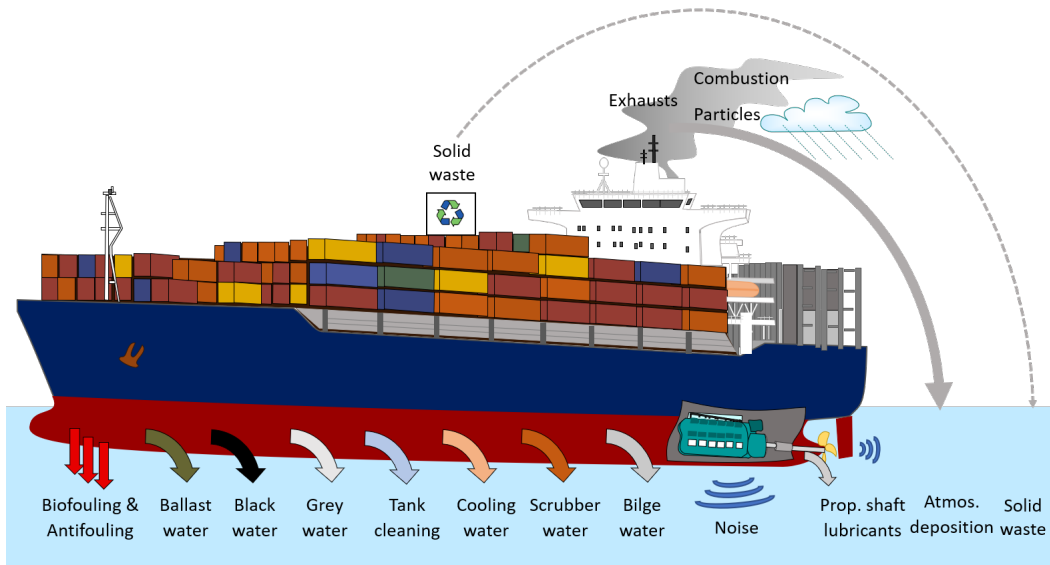 Combustion
Exhausts
Particles
Solid
waste
Biofouling &
Antifouling
Ballast
water
Black
water
Grey
water
Tank
cleaning
Cooling
water
Scrubber
water
Bilge
water
Noise
Prop. shaft
lubricants
Atmos.
deposition
Solid
waste